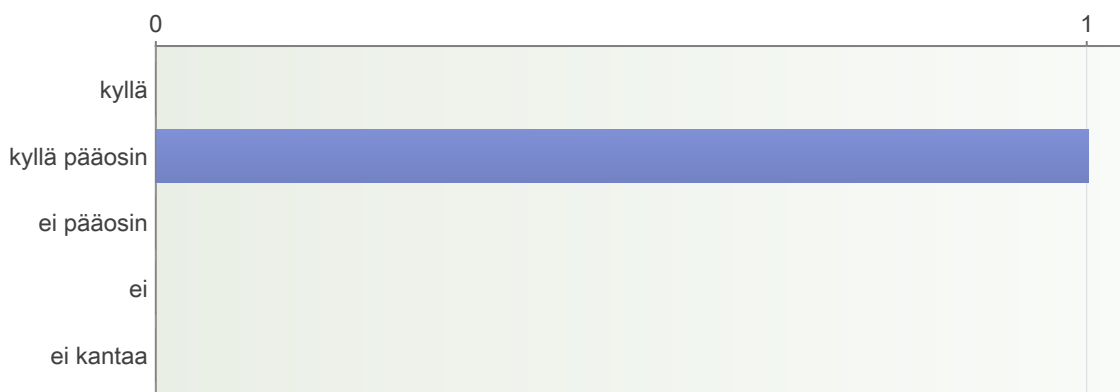 0 1
kyllä
kyllä pääosin
ei pääosin
ei
ei kantaa